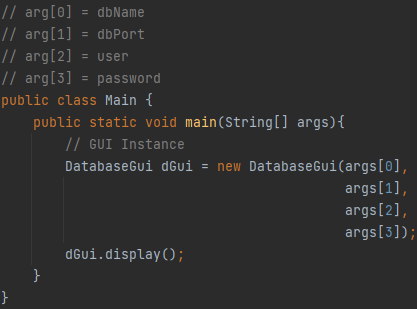 // arg[0] = dbName
// arg[1] = dbPort
// arg[2] = user
// arg[3] = password
public class Main {
    public static void main(String[] args){
        // GUI Instance
        DatabaseGui dGui = new DatabaseGui(args[0],
                                           args[1],
                                           args[2],
                                           args[3]);
        dGui.display();
    }
}